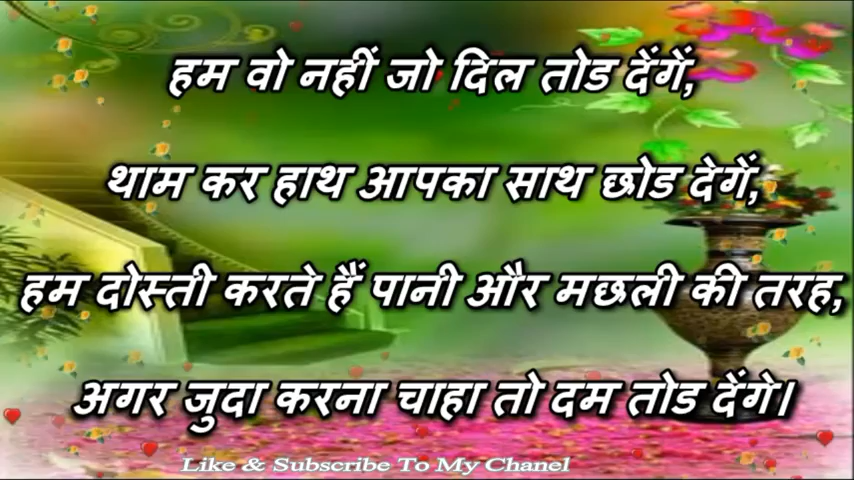 हम वो नहीं जो दिल तोड देंगें,
थाम कर हाथ आपका साथ छोड देगें,
हम दोस्ती करते हैं पानी और मछली की तरह,
अगर जुदा करना चाहा तो दम तोड देंगे।
Like & Subscribe To My Chanel